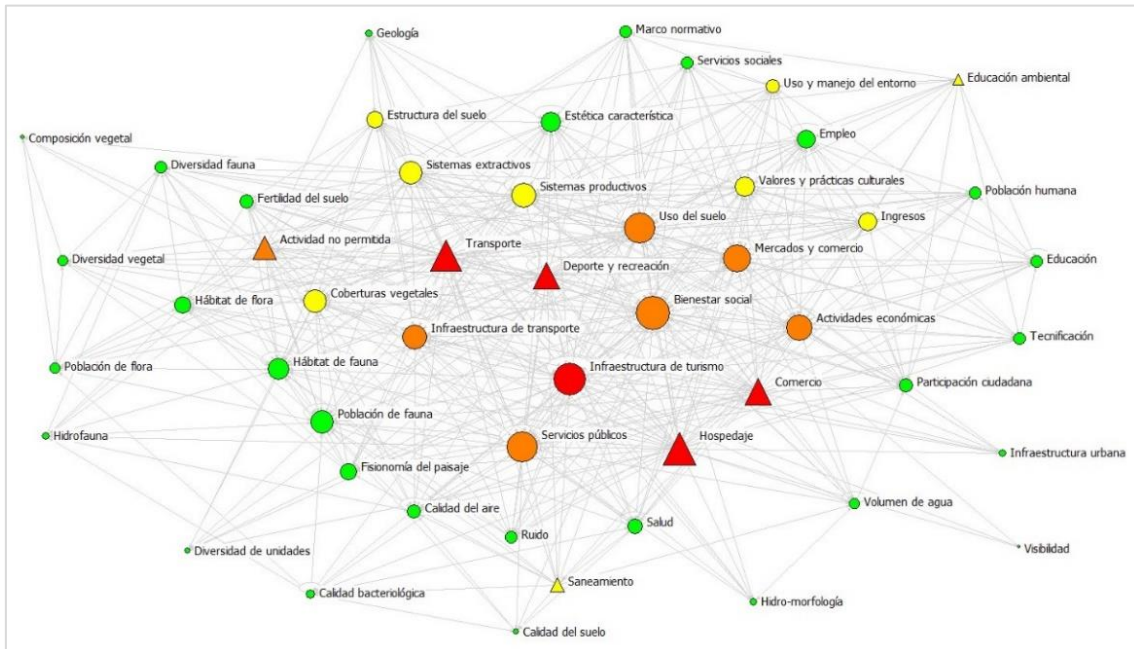 Geología
Marco normativo
Servicios sociales
Educación ambiental
Uso y manejo del entorno
Estructura del suelo
Estética característica
Composición vegetal
Empleo
Diversidad fauna
Sistemas extractivos
Sistemas productivos
Valores y prácticas culturales
Población humana
Fertilidad del suelo
Uso del suelo
Ingresos
Actividad no permitida
Transporte
Mercados y comercio
Diversidad vegetal
Deporte y recreación
Educación
Hábitat de flora
Coberturas vegetales
Bienestar social
Actividades económicas
Infraestructura de transporte
Tecnificación
Población de flora
Hábitat de fauna
Infraestructura de turismo
Comercio
Participación ciudadana
Población de fauna
Hidrofauna
Servicios públicos
Hospedaje
Infraestructura urbana
Fisionomía del paisaje
Calidad del aire
Volumen de agua
Ruido
Salud
Diversidad de unidades
Visibilidad
Saneamiento
Calidad bacteriológica
Hidro-morfología
Calidad del suelo